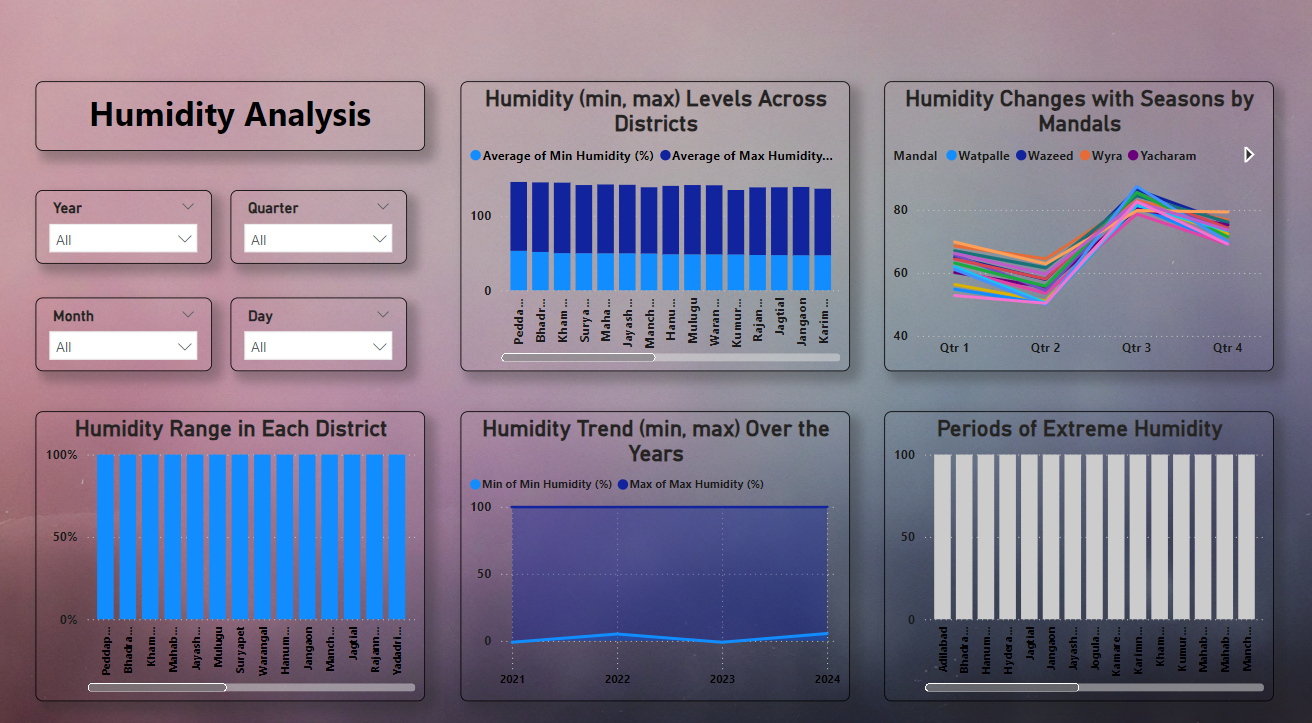 Humidity Analysis
Year
All
Quarter
All
Month
All
Day
All
Humidity (min, max) Levels Across
Districts
Average of Min Humidity (%) Average of Max Humidity...
100
0
Pedda...
Bhadr...
Kham...
Surya...
Maha...
Jayash...
Manch...
Hanu...
Mulugu
Waran...
Kumur...
Rajan...
Jagtial
Jangaon
Karim...
Humidity Changes with Seasons by
Mandals
Mandal Watpalle Wazeed Wyra Yacharam
80
60
40
Qtr 1 Qtr 2 Qtr 3 Qtr 4
Humidity Range in Each District
100%
50%
0%
Peddap...
Bhadra...
Kham...
Mahab...
Jayash...
Mulugu
Suryapet
Warangal
Hanum...
Jangaon
Manch...
Jagtial
Rajann...
Yadadri...
Humidity Trend (min, max) Over the
Years
Min of Min Humidity (%) Max of Max Humidity (%)
100
50
0
2021 2022 2023 2024
Periods of Extreme Humidity
100
50
0
Adilabad
Bhadra...
Hanum...
Hydera...
Jagtial
Jangaon
Jayash...
Jogula...
Kamare...
Karimn...
Kham...
Kumur...
Mahab...
Mahab...
Manch...